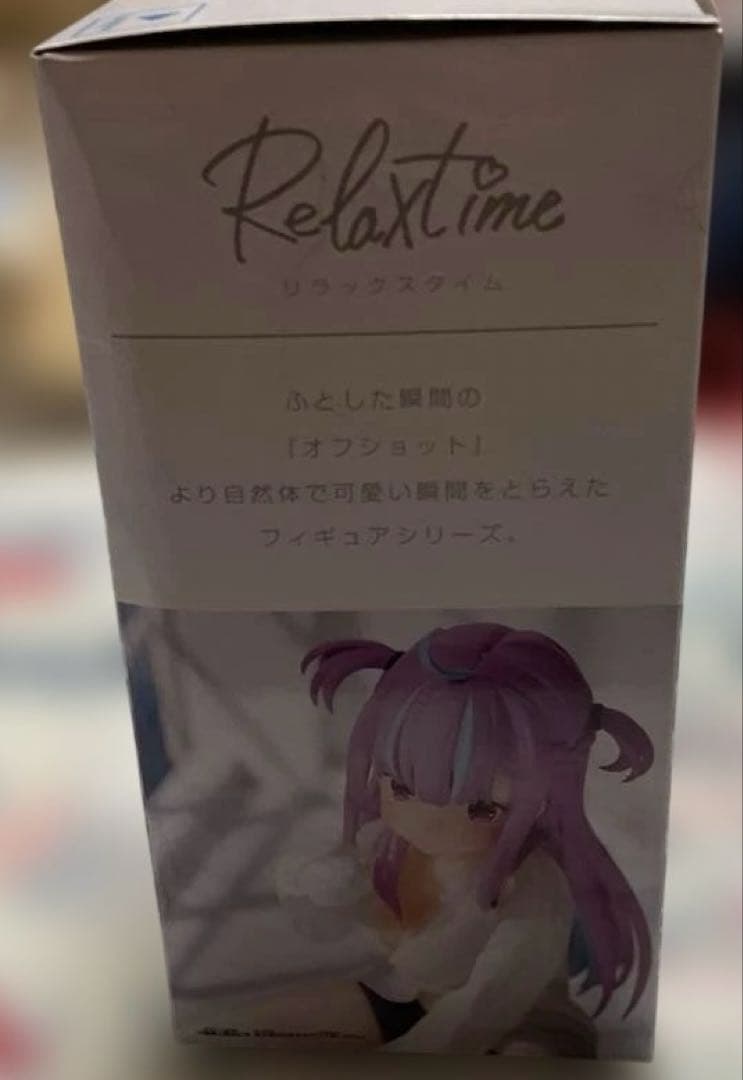 Relaxtime
リラックスタイム
ふとした瞬間の
「オフショット」
より自然体で可愛い瞬間をとらえた
フィギュアシリーズ。